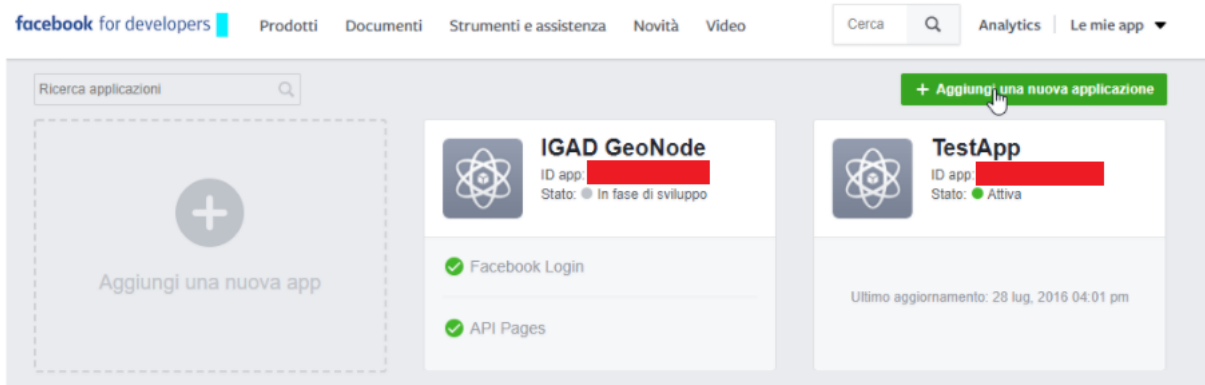 facebook for developers Prodotti Documenti Strumenti e assistenza Novità Video Cerca Analytics Le mie app
Ricerca applicazioni
+ Aggiungi una nuova applicazione
Aggiungi una nuova app
IGAD GeoNode
ID app:
Stato: In fase di sviluppo
Facebook Login
API Pages
TestApp
ID app:
Stato: Attiva
Ultimo aggiornamento: 28 lug, 2016 04:01 pm